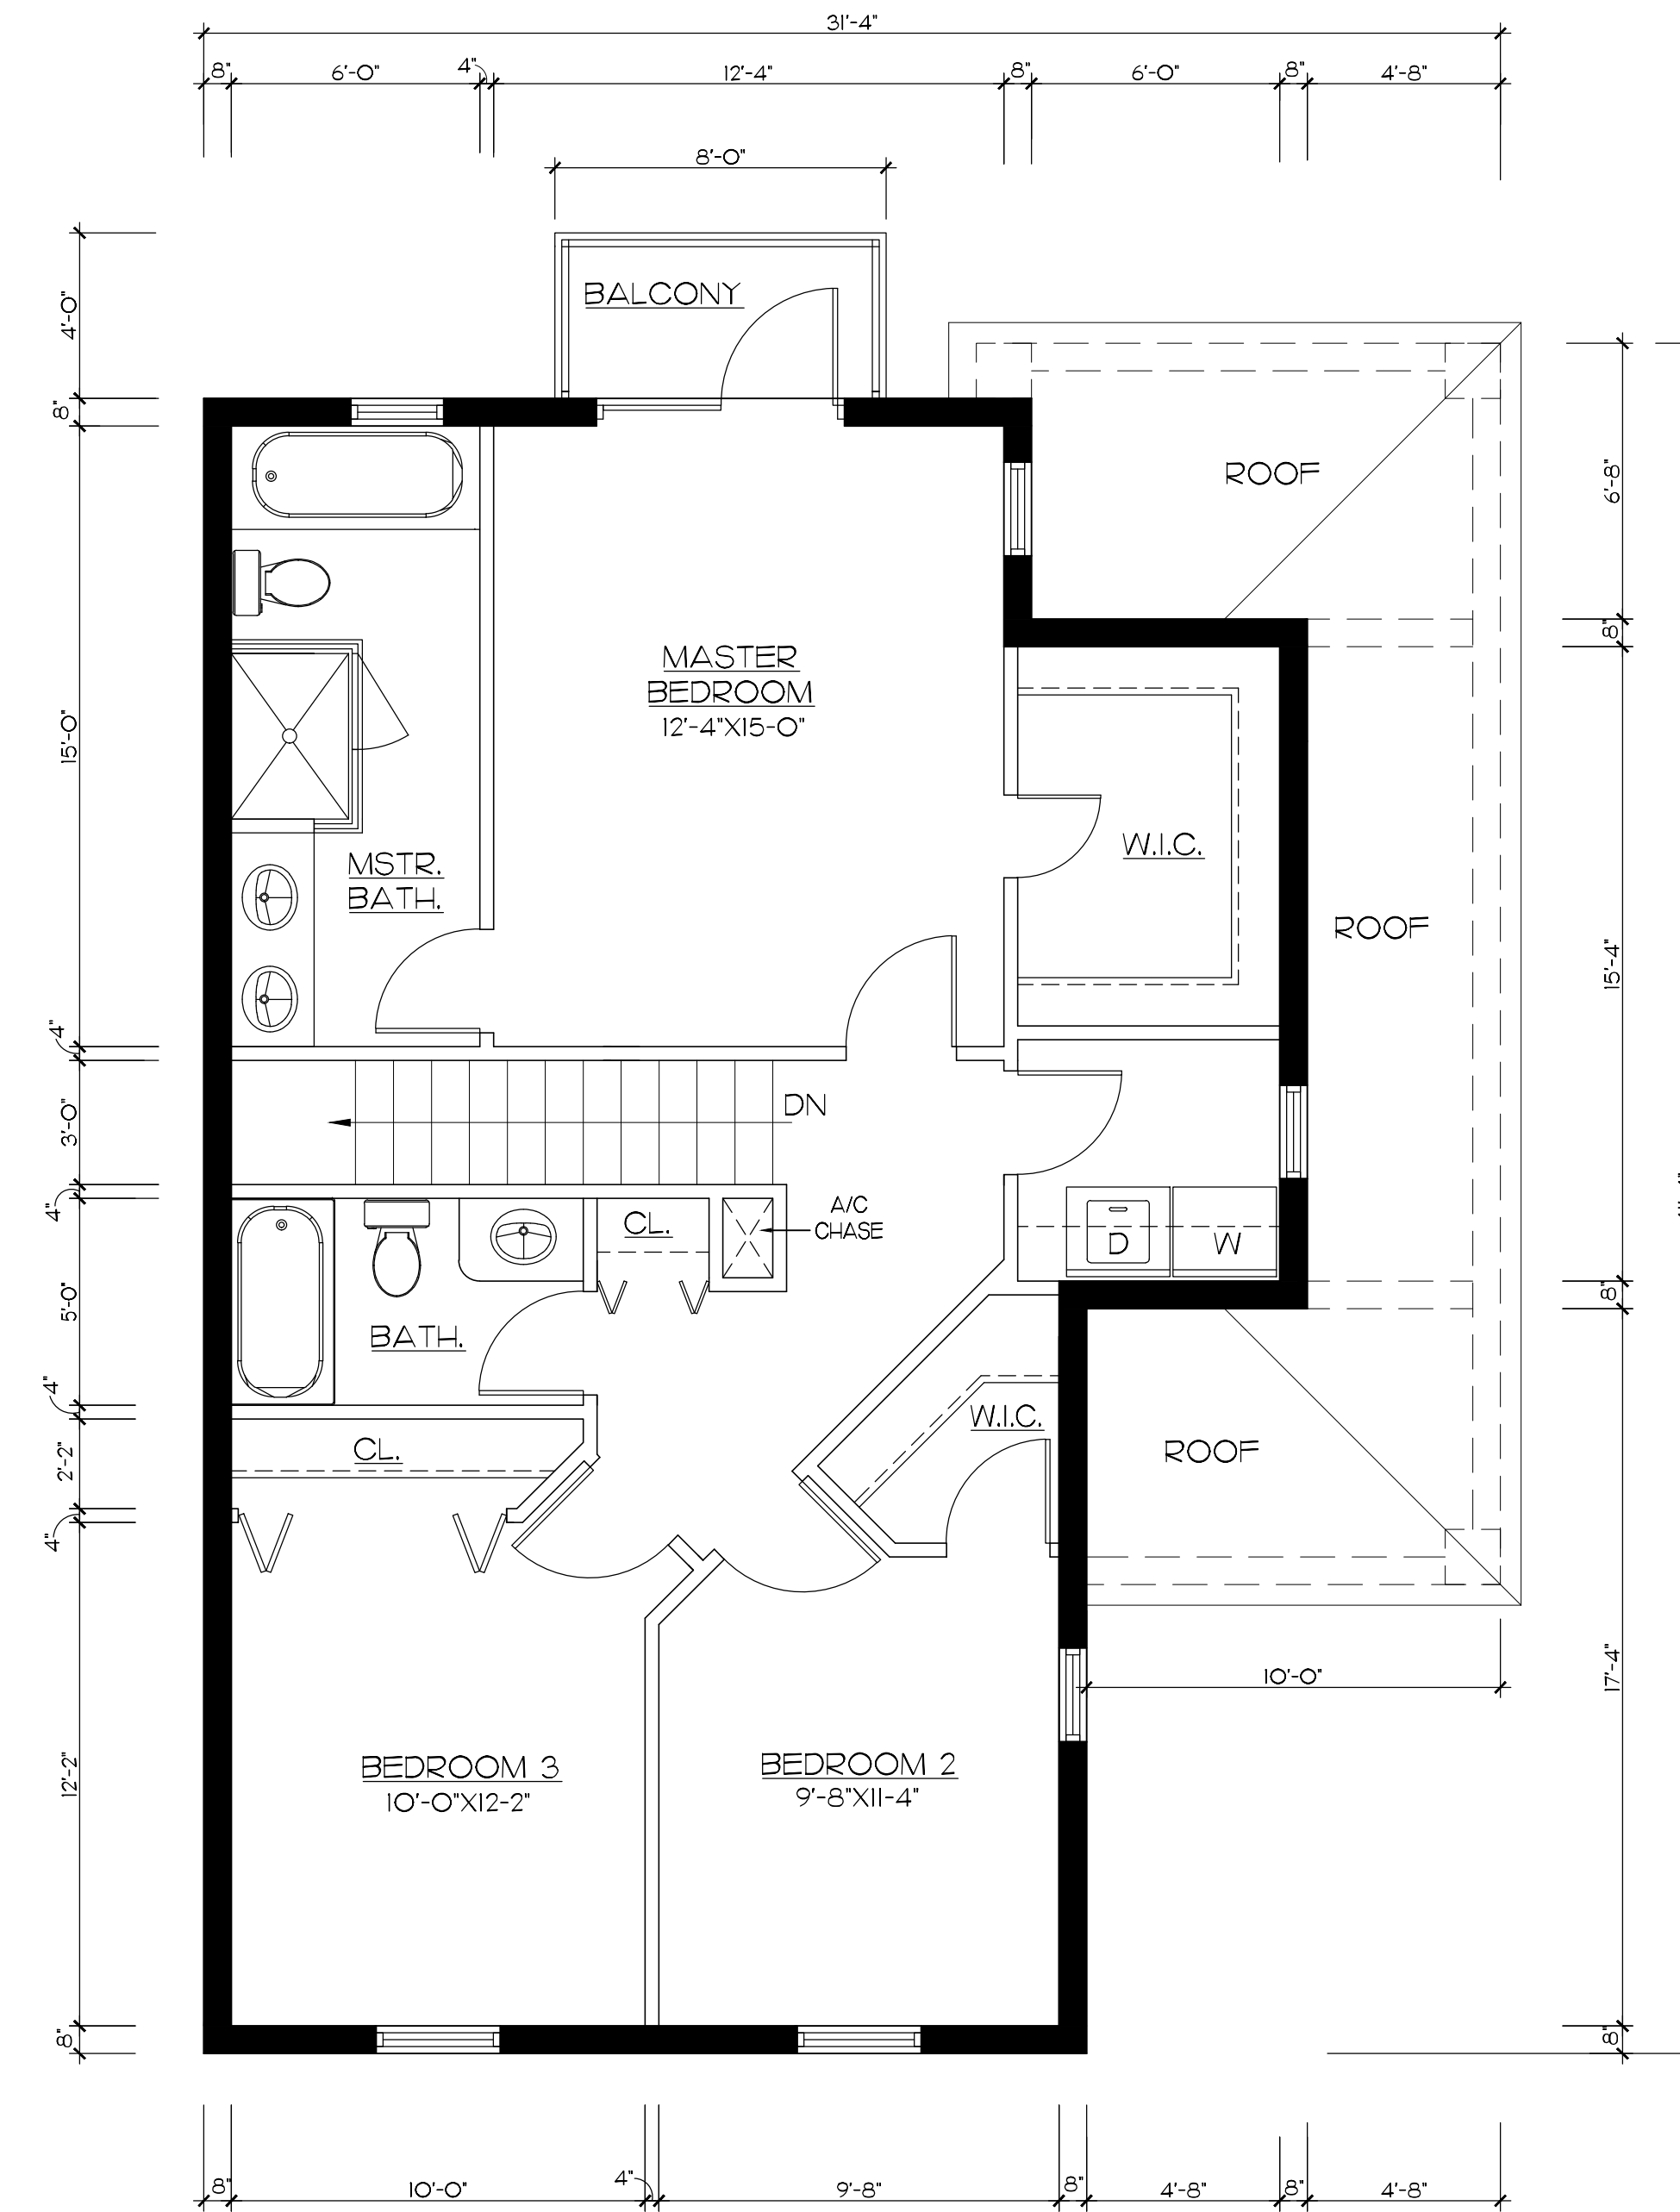 31'-4"
8"
6'-0"
4"
12'-4"
8"
6'-0"
8"
4'-8"
8'-0"
BALCONY
4'-0"
8"
ROOF
6'-8"
MASTER
BEDROOM
12'-4"X15-0"
8"
15'-0"
W.I.C.
MSTR.
BATH.
ROOF
15'-4"
4"
DN
3'-0"
4"
A/C
CHASE
CL.
D
W
5'-0"
8"
BATH.
4"
W.I.C.
CL.
2'-2"
ROOF
4"
10'-0"
17'-4"
BEDROOM 3
10'-0"X12-2"
BEDROOM 2
9'-8"X11-4"
12'-2"
8"
8"
8"
10'-0"
4"
9'-8"
8"
4'-8"
8"
4'-8"